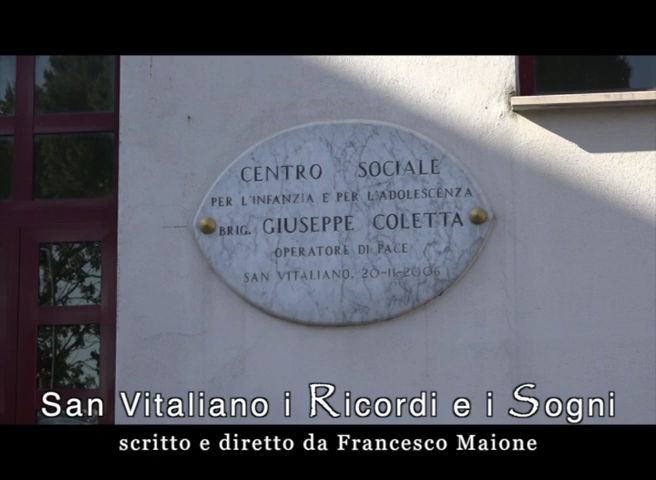 CENTRO SOCIALE
PER L'INFANZIA E PER L'ADOLESCENZA
BRIG. GIUSEPPE COLETTA
OPERATORE DI PACE
SAN VITALIANO, 20-11-2006
San Vitaliano i Ricordi e i Sogni
scritto e diretto da Francesco Maione